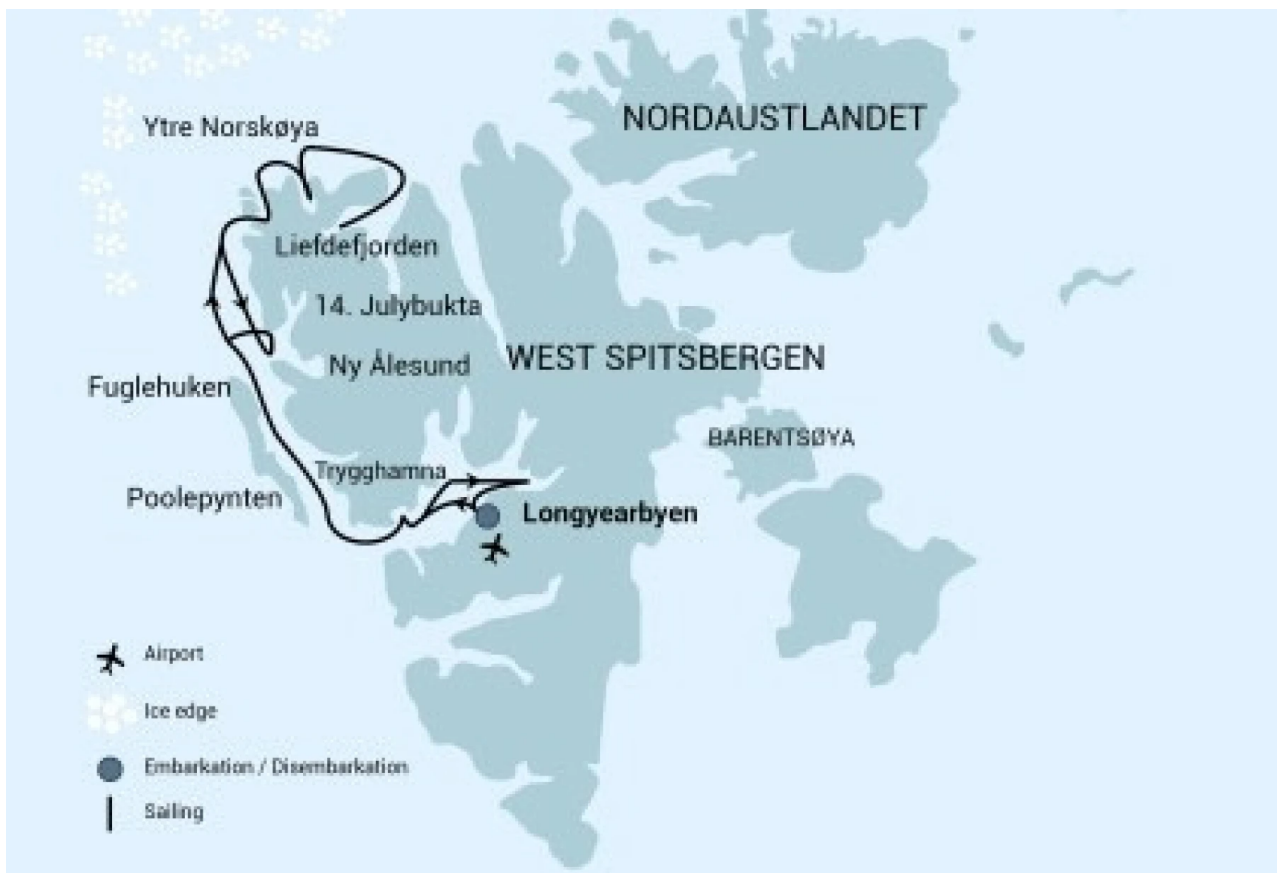 NORDAUSTLANDET
Ytre Norskøya
Liefdefjorden
14. Julybukta
Ny Ålesund
WEST SPITSBERGEN
Fuglehuken
BARENTSØYA
Trygghamna
Poolepynten
Longyearbyen
Airport
Ice edge
Embarkation / Disembarkation
Sailing